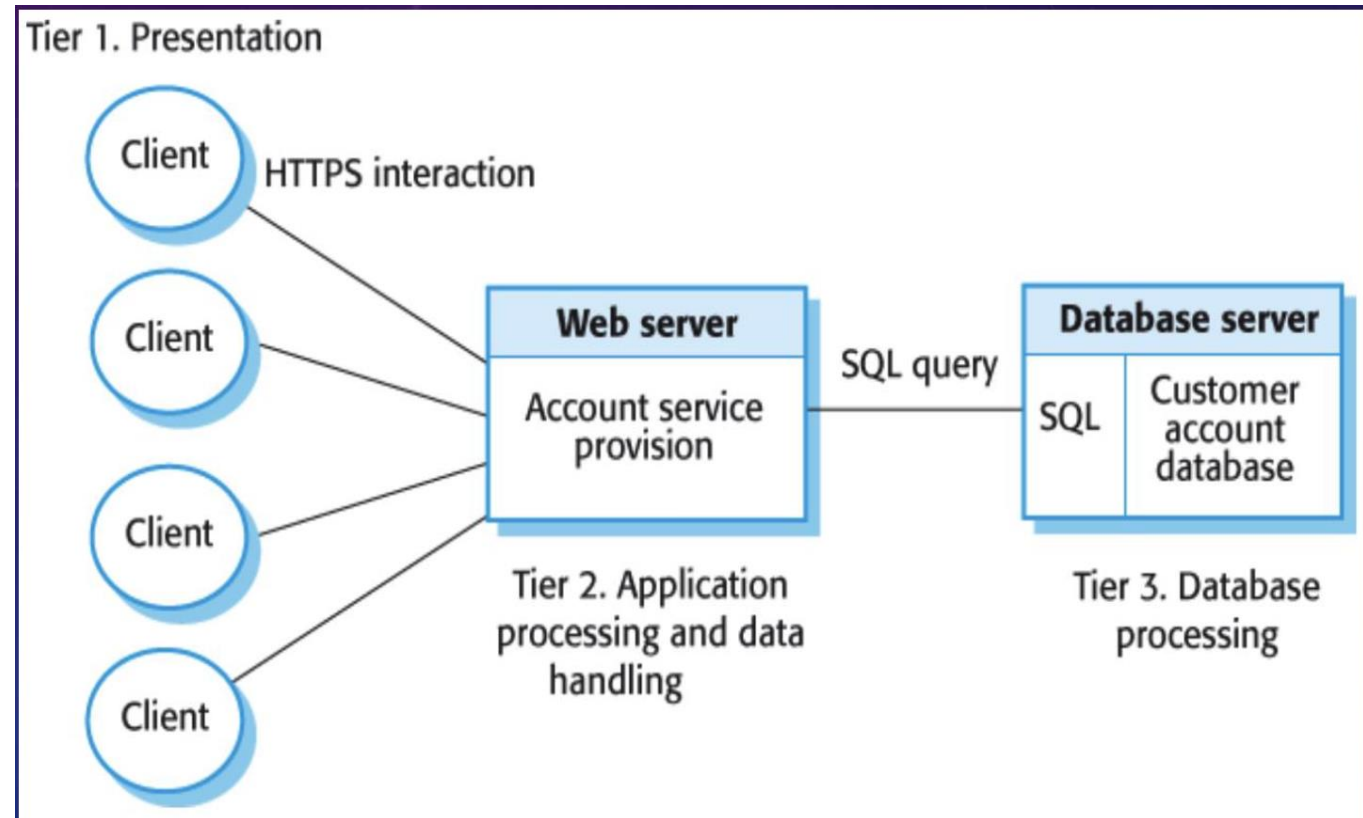 Tier 1. Presentation
Client
HTTPS interaction
Client
Client
Client
Web server
Account service
provision
Tier 2. Application
processing and data
handling
SQL query
Database server
SQL
Customer
account
database
Tier 3. Database
processing